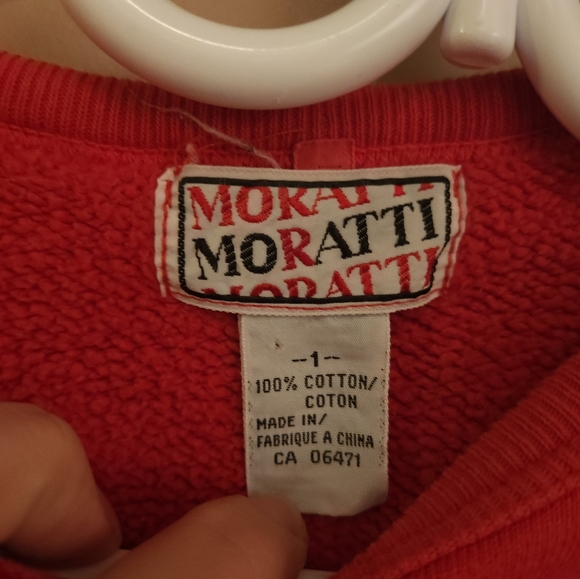 MORATTI
MORATTI
MORATTI
--1--
100% COTTON/
COTON
MADE IN/
FABRIQUE A CHINA
CA 06471